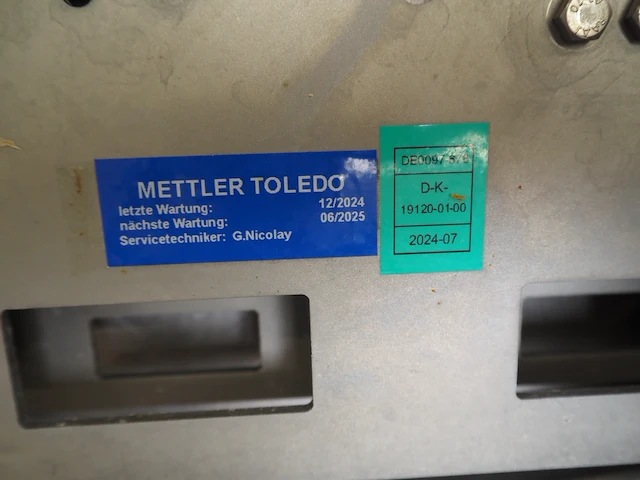 METTLER TOLEDO
letzte Wartung: 12/2024
nächste Wartung: 06/2025
Servicetechniker: G.Nicolay
D-K-
19120-01-00
2024-07